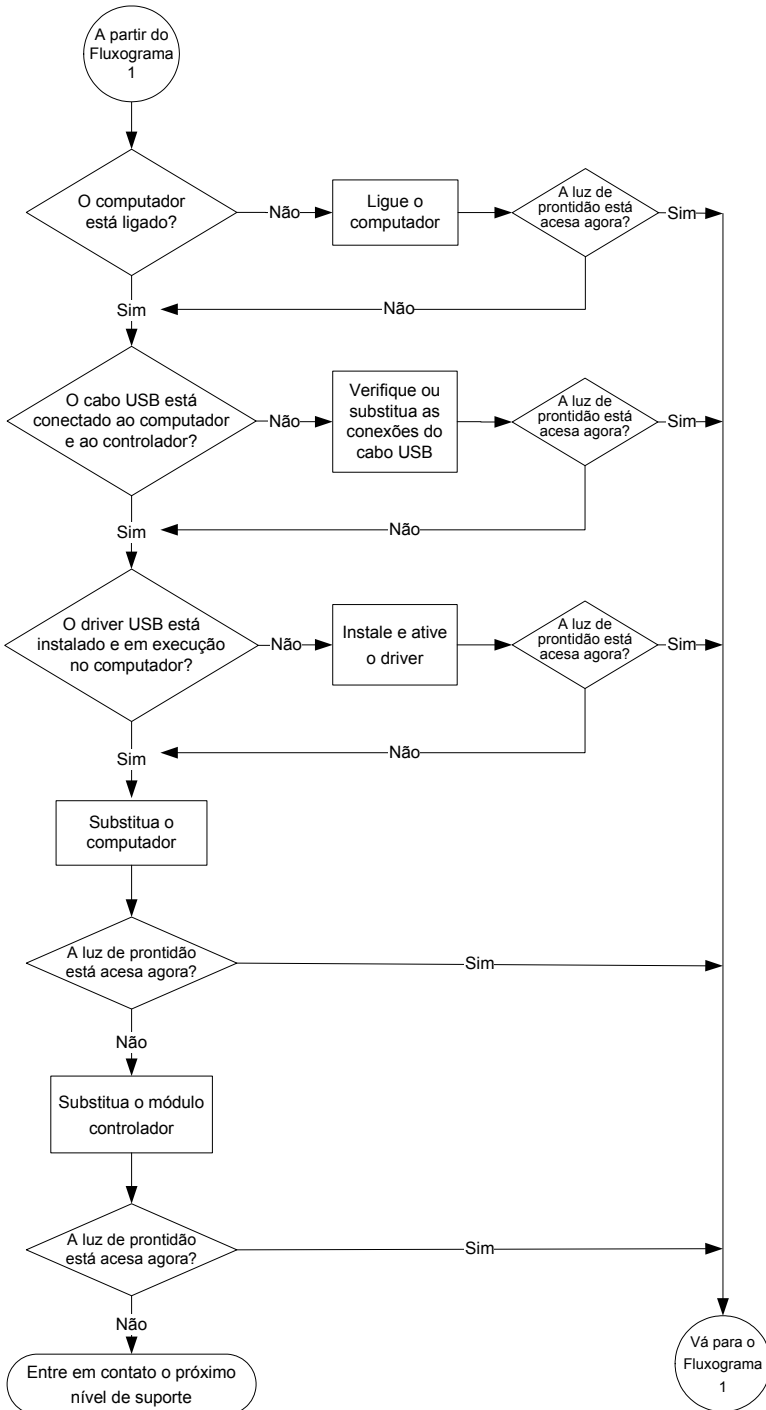 A partir do
Fluxograma
1
O computador
está ligado?
Não
Ligue o
computador
A luz de
prontidão está
acesa agora?
Sim
Sim
Não
O cabo USB está
conectado ao computador
e ao controlador?
Não
Verifique ou
substitua as
conexões do
cabo USB
A luz de
prontidão está
acesa agora?
Sim
Sim
Não
O driver USB está
instalado e em execução
no computador?
Não
Instale e ative
o driver
A luz de
prontidão está
acesa agora?
Sim
Sim
Não
Substitua o
computador
A luz de prontidão
está acesa agora?
Sim
Não
Substitua o módulo
controlador
A luz de prontidão
está acesa agora?
Sim
Não
Entre em contato o próximo
nível de suporte
Vá para o
Fluxograma
1